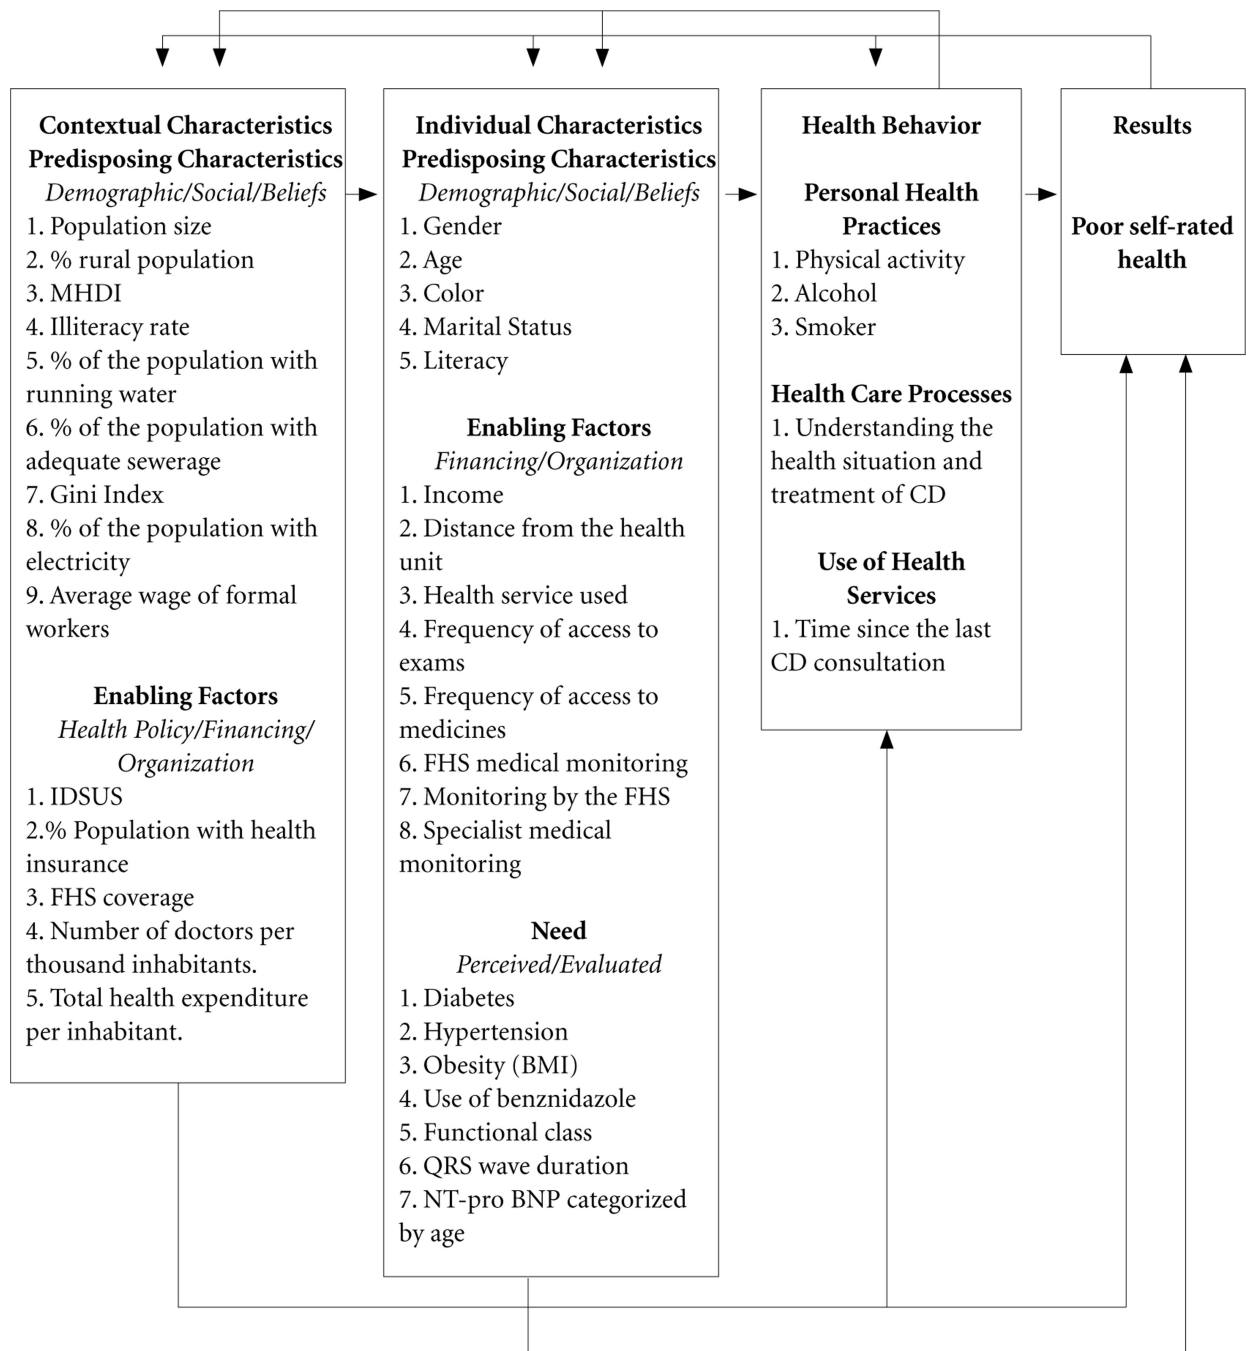 Contextual Characteristics
Predisposing Characteristics
Demographic/Social/Beliefs
1. Population size
2. % rural population
3. MHDI
4. Illiteracy rate
5. % of the population with
running water
6. % of the population with
adequate sewerage
7. Gini Index
8. % of the population with
electricity
9. Average wage of formal
workers
Enabling Factors
Health Policy/Financing/
Organization
1. IDSUS
2.% Population with health
insurance
3. FHS coverage
4. Number of doctors per
thousand inhabitants.
5. Total health expenditure
per inhabitant.
Individual Characteristics
Predisposing Characteristics
Demographic/Social/Beliefs
1. Gender
2. Age
3. Color
4. Marital Status
5. Literacy
Enabling Factors
Financing/Organization
1. Income
2. Distance from the health
unit
3. Health service used
4. Frequency of access to
exams
5. Frequency of access to
medicines
6. FHS medical monitoring
7. Monitoring by the FHS
8. Specialist medical
monitoring
Need
Perceived/Evaluated
1. Diabetes
2. Hypertension
3. Obesity (BMI)
4. Use of benznidazole
5. Functional class
6. QRS wave duration
7. NT-pro BNP categorized
by age
Health Behavior
Personal Health
Practices
1. Physical activity
2. Alcohol
3. Smoker
Health Care Processes
1. Understanding the
health situation and
treatment of CD
Use of Health
Services
1. Time since the last
CD consultation
Results
Poor self-rated
health